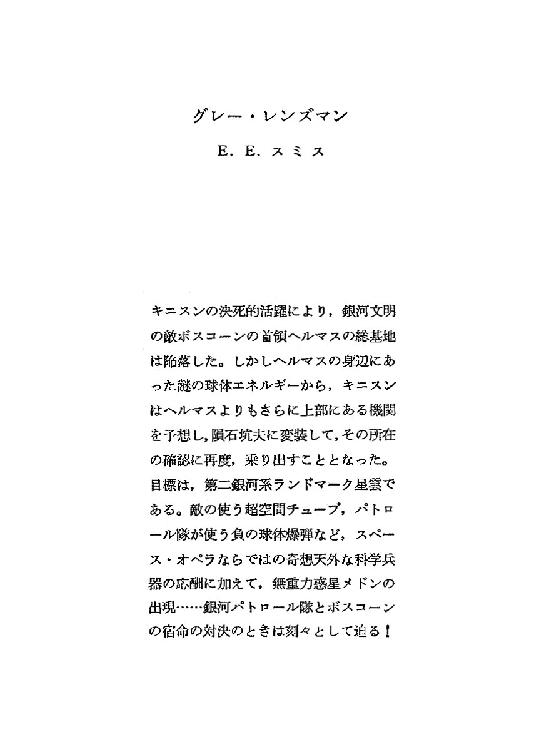 グレー・レンズマン
E. E. スミス
キニスンの決死的活躍により，銀河文明
の敵ボスコーンの首領ヘルマスの総基地
は陥落した。しかしヘルマスの身辺にあ
った謎の球体エネルギーから，キニスン
はヘルマスよりもさらに上部にある機関
を予想し，隕石坑夫に変装して，その所在
の確認に再度，乗り出すこととなった。
目標は，第二銀河系ランドマーク星雲で
ある。敵の使う超空間チューブ，パトロ
ール隊が使う負の球体爆弾など，スペー
ス・オペラならではの奇想天外な科学兵
器の応酬に加えて，無重力惑星メドンの
出現……銀河パトロール隊とボスコーン
の宿命の対決のときは刻々として迫る！